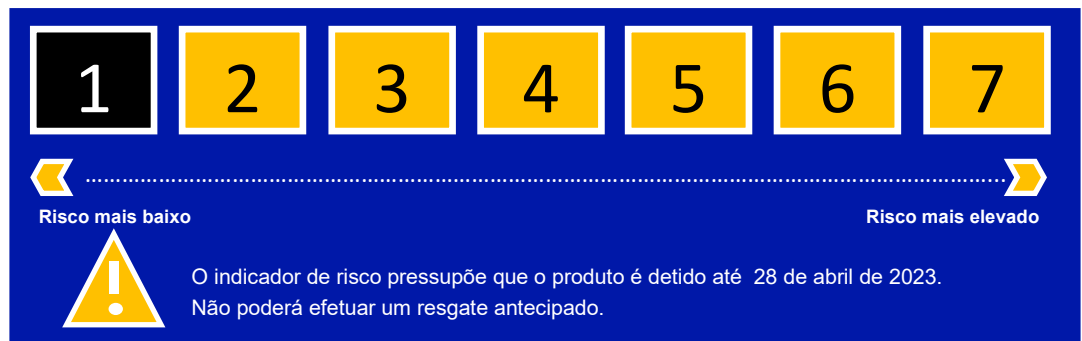 1 2 3 4 5 6 7
Risco mais baixo Risco mais elevado
O indicador de risco pressupõe que o produto é detido até 28 de abril de 2023.
Não poderá efetuar um resgate antecipado.